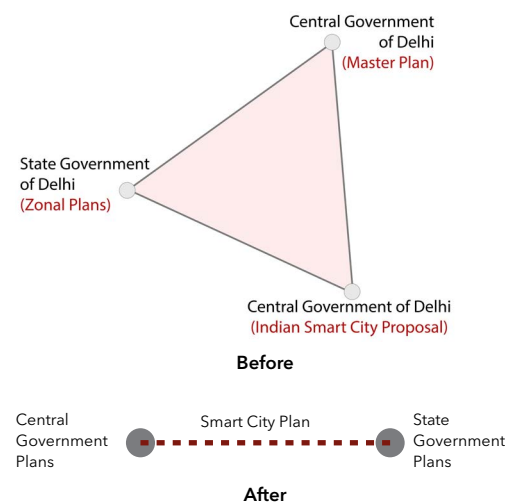 Central Government
of Delhi
(Master Plan)
State Government
of Delhi
(Zonal Plans)
Central Government of Delhi
(Indian Smart City Proposal)
Before
Central
Government
Plans
Smart City Plan
State
Government
Plans
After